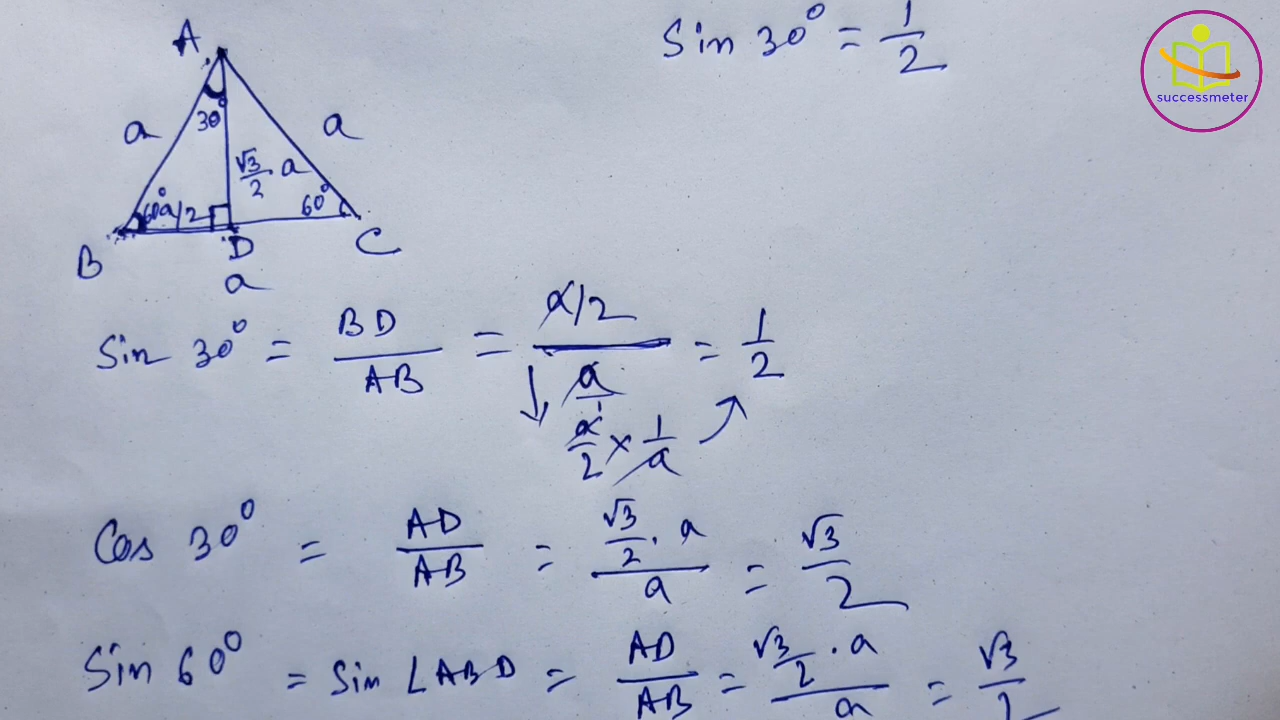 Sin 30° = 1/2
successmeter
A
a
30°
a
√3/2 · a
60°
a/2
60°
B
D
C
a
Sin 30° = BD/AB = a/2 / a = 1/2
↓ a/2 × 1/a
Cos 30° = AD/AB = √3/2 · a / a = √3/2
Sin 60° = Sin ∠ABD = AD/AB = √3/2 · a / a = √3/2